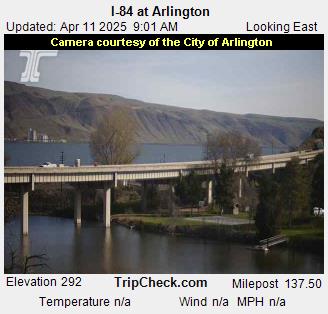 I-84 at Arlington
Updated: Apr 11 2025 9:01 AM Looking East
Camera courtesy of the City of Arlington
Elevation 292 TripCheck.com Milepost 137.50
Temperature n/a Wind n/a MPH n/a